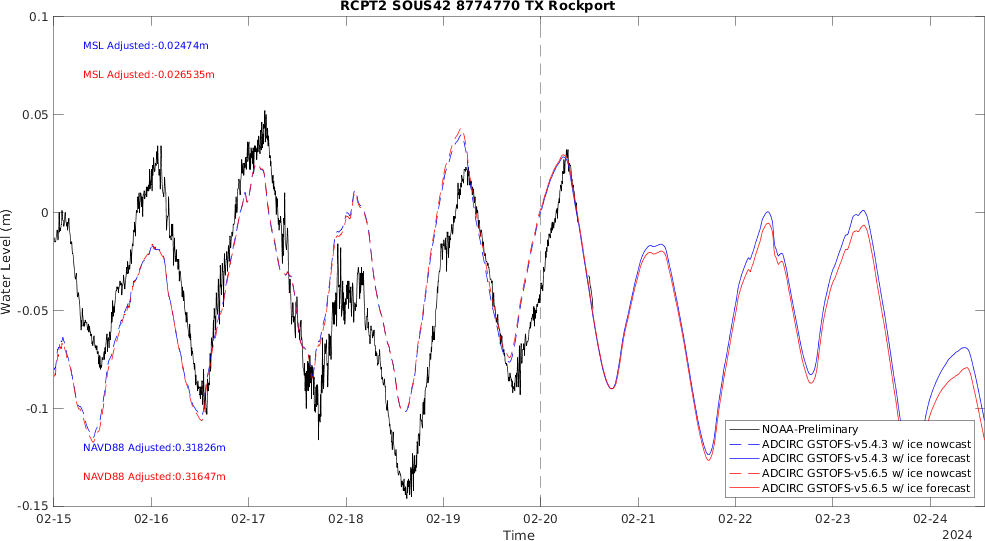 RCPT2 SOUS42 8774770 TX Rockport
0.1
MSL Adjusted:-0.02474m
MSL Adjusted:-0.026535m
0.05
0
-0.05
-0.1
-0.15
Water Level (m)
NAVD88 Adjusted:0.31826m
NAVD88 Adjusted:0.31647m
NOAA-Preliminary
ADCIRC GSTOFS-v5.4.3 w/ ice nowcast
ADCIRC GSTOFS-v5.4.3 w/ ice forecast
ADCIRC GSTOFS-v5.6.5 w/ ice nowcast
ADCIRC GSTOFS-v5.6.5 w/ ice forecast
02-15 02-16 02-17 02-18 02-19 02-20 02-21 02-22 02-23 02-24
Time
2024